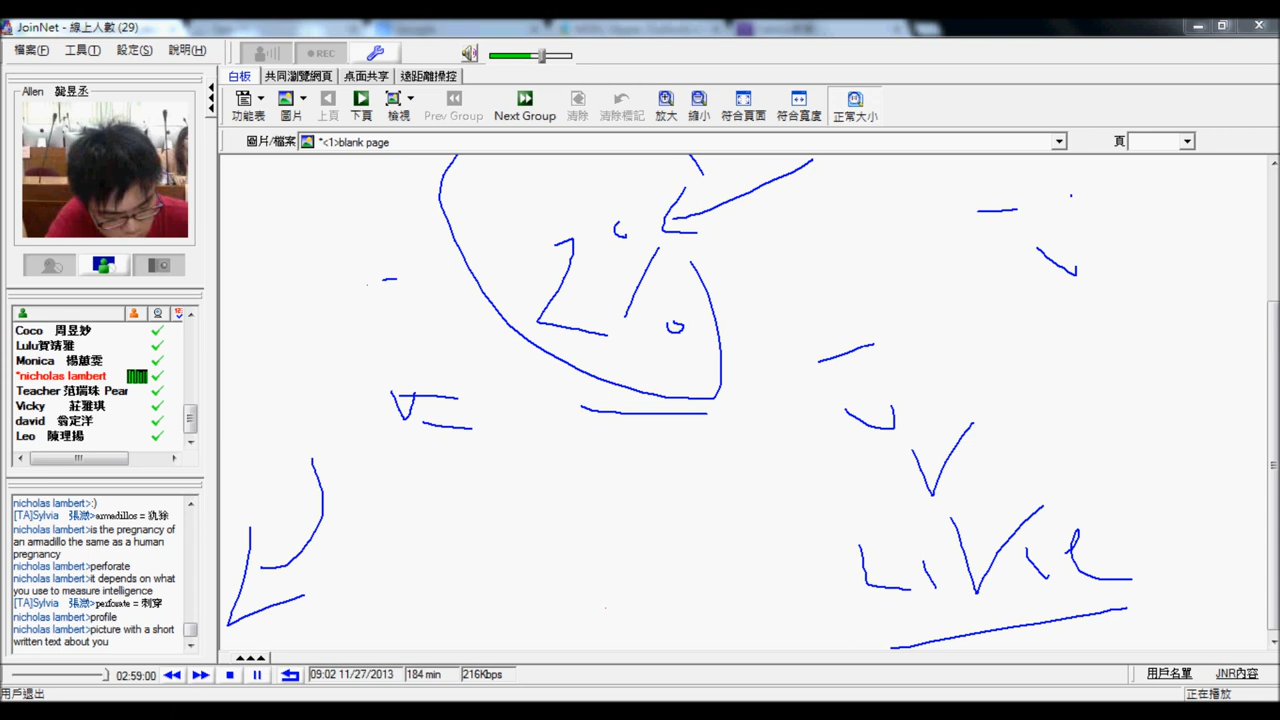 JoinNet - 線上人數 (29)
檔案(F) 工具(T) 設定(S) 說明(H)
REC
Allen 龔昱丞
白板 共同瀏覽網頁 桌面共享 遠距離操控
功能表 圖片 上頁 下頁 檢視 Prev Group Next Group 清除 清除標記 放大 縮小 符合頁面 符合寬度 正常大小
圖片/檔案 *<1>blank page 頁
Coco 周昱妙
Lulu賀婧雅
Monica 楊蕙雯
*nicholas lambert
Teacher 范瑞珠 Pear
Vicky 莊雅琪
david 翁定洋
Leo 陳理揚
nicholas lambert>:)
[TA]Sylvia 張瀲>armadillos = 犰狳
nicholas lambert>is the pregnancy of
an armadillo the same as a human
pregnancy
nicholas lambert>perforate
nicholas lambert>it depends on what
you use to measure intelligence
[TA]Sylvia 張瀲>perforate = 刺穿
nicholas lambert>profile
nicholas lambert>picture with a short
written text about you
02:59:00 09:02 11/27/2013 184 min 216Kbps 用戶名單 JNR內容
用戶退出 正在播放